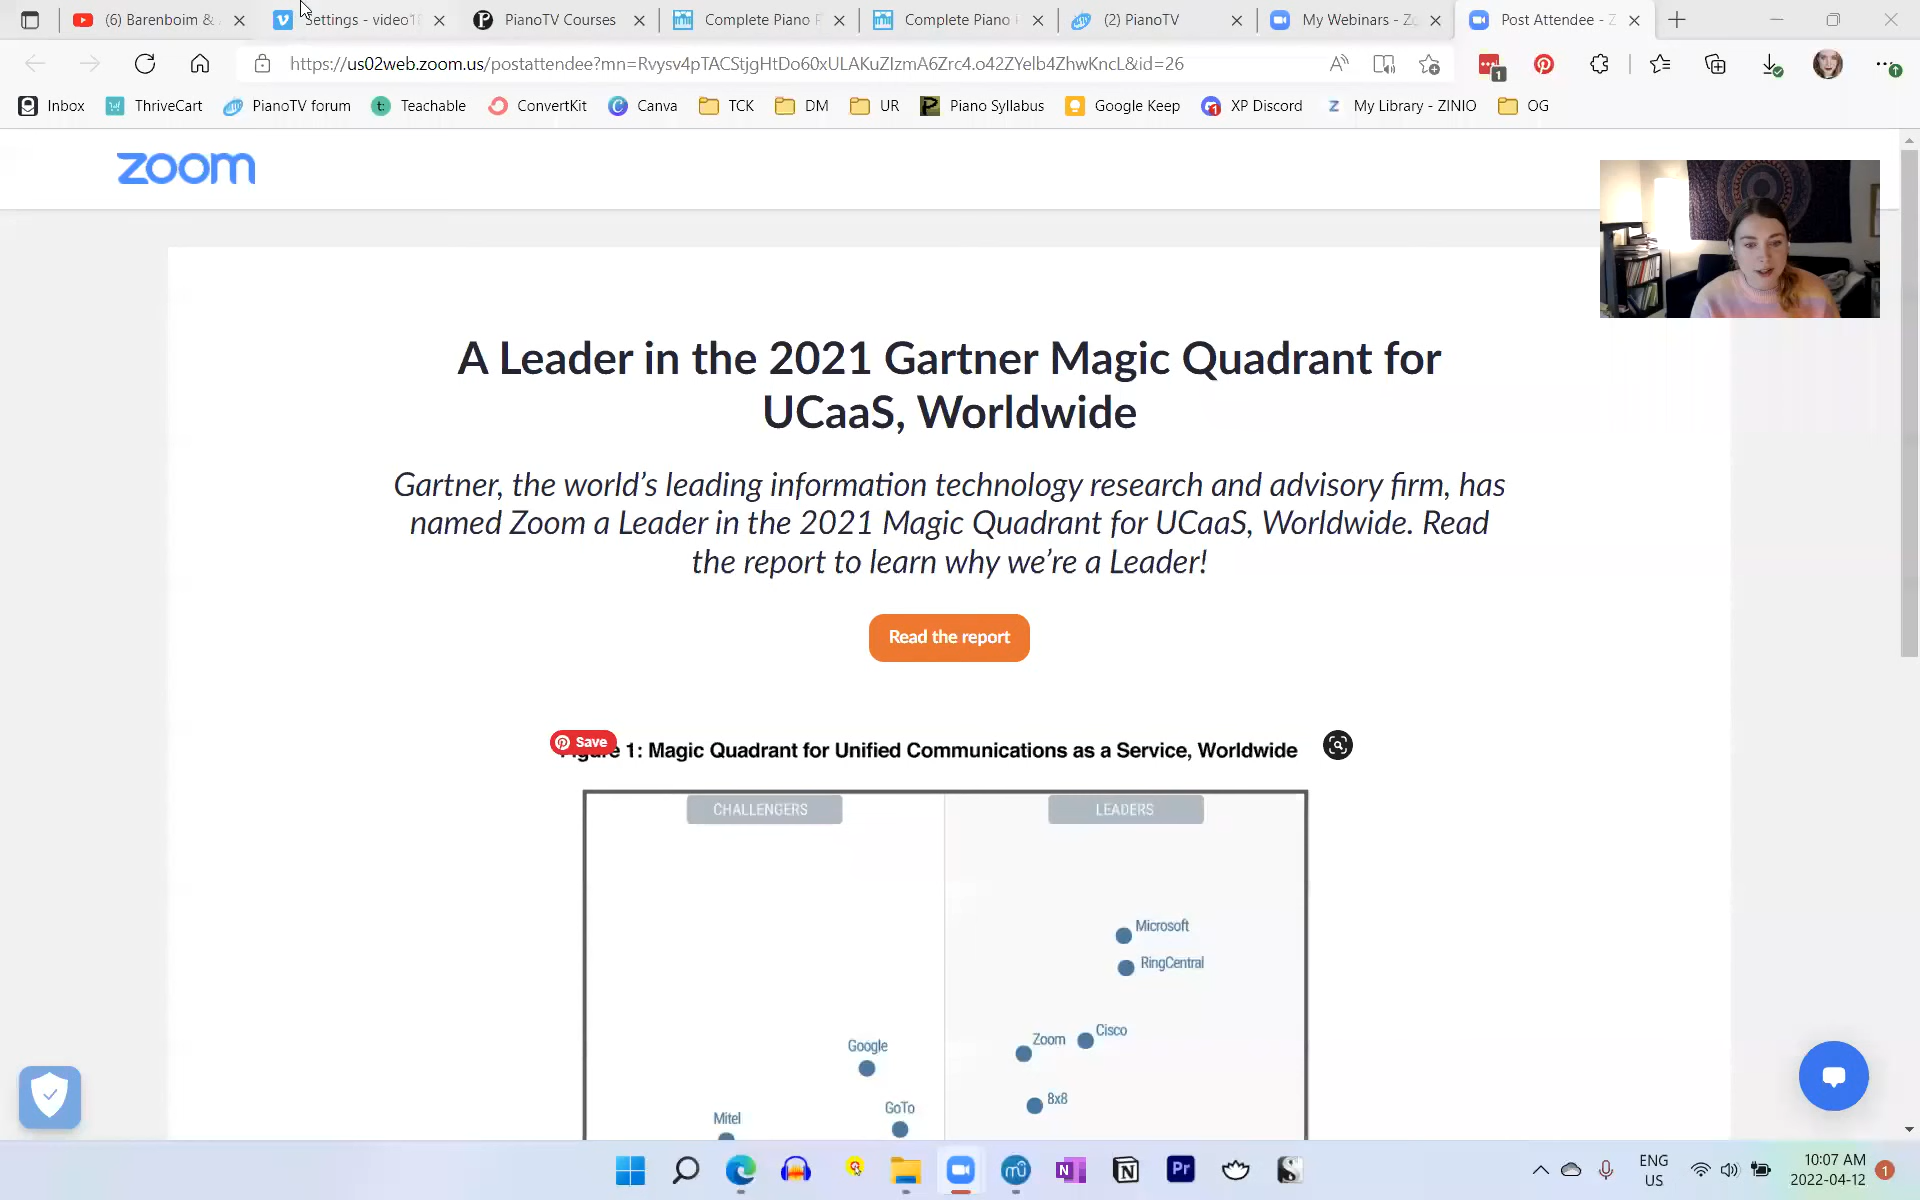 (6) Barenboim &
Settings - video1
PianoTV Courses
Complete Piano
Complete Piano
(2) PianoTV
My Webinars - Zo
Post Attendee - Z
https://us02web.zoom.us/postattendee?mn=Rvysv4pTACStjgHtDo60xULAKuZIzmA6Zrc4.o42ZYelb4ZhwKncL&id=26
1
Inbox
ThriveCart
PianoTV forum
Teachable
ConvertKit
Canva
TCK
DM
UR
Piano Syllabus
Google Keep
XP Discord
My Library - ZINIO
OG
zoom
A Leader in the 2021 Gartner Magic Quadrant for
UCaaS, Worldwide
Gartner, the world's leading information technology research and advisory firm, has
named Zoom a Leader in the 2021 Magic Quadrant for UCaaS, Worldwide. Read
the report to learn why we're a Leader!
Read the report
Save
1: Magic Quadrant for Unified Communications as a Service, Worldwide
CHALLENGERS
LEADERS
Microsoft
RingCentral
Cisco
Zoom
Google
8x8
GoTo
Mitel
ENG
US
10:07 AM
2022-04-12
1